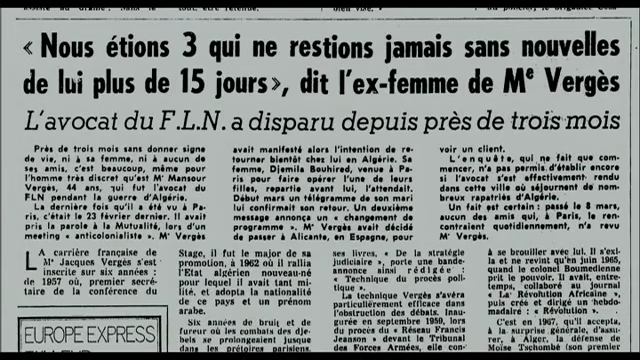 « Nous étions 3 qui ne restions jamais sans nouvelles
de lui plus de 15 jours», dit l'ex-femme de Me Vergès
L'avocat du F.L.N. a disparu depuis près de trois mois
Près de trois mois sans donner signe
de vie, ni à sa femme, ni à aucun de
ses amis, c'est beaucoup, même pour
l'homme très discret qu'est Me Mansour
Vergès, 44 ans, qui fut l'avocat du
FLN pendant la guerre d'Algérie.
La dernière fois qu'il a été vu à
Paris, c'était le 23 février dernier. Il avait
pris la parole à la Mutualité, lors d'un
meeting « anticolonialiste ». Me Vergès
avait manifesté alors l'intention de re-
tourner bientôt chez lui en Algérie. Sa
femme, Djemila Bouhired, venue à
Paris pour faire opérer l'une de leurs
filles, repartie avant lui, l'attendait.
Début mars un télégramme de son mari
lui confirmait son retour. Un deuxième
message annonça un « changement de
programme ». Me Vergès avait décidé
de passer à Alicante, en Espagne, pour
voir un client.
L'enquête, qui ne fait que com-
mencer, n'a pas permis d'établir encore
si l'avocat s'est effectivement rendu
dans cette ville où séjournent de nom-
breux rapatriés d'Algérie.
Un fait est certain : passé le 8 mars,
aucun des amis qui, à Paris, le ren-
contraient quotidiennement, n'a
revu Me Vergès.
LA carrière française de
Me Jacques Vergès s'est
inscrite sur six années : de
1957 où, premier secré-
taire de la conférence du
Stage, il fut le major de sa
promotion, à 1962 où il rallia
l'Etat algérien nouveau-né
pour lequel il avait tant mi-
lité, et adopta la nationalité
de ce pays et un prénom
arabe.
Six années de bruit et de
fureur où les combats des dje-
bels se prolongeaient jusque
dans les prétoires parisiens.
ses livres, « De la stratégie
judiciaire », porte une bande-
annonce ainsi rédigée :
« Technique du procès poli-
tique ».
La technique Vergès s'avéra
particulièrement efficace dans
l'obstruction des débats. Inau-
gurée en septembre 1960, lors
du procès du « Réseau Francis
Jeanson » devant le Tribunal
des Forces Armées, elle con-
à se brouiller avec lui. Il s'exi-
la et ne revint qu'en juin 1965,
quand le colonel Boumedienne
prit le pouvoir. Il avait, entre-
temps, collaboré au journal
« La Révolution Africaine »,
puis créé et dirigé un hebdo-
madaire : « Révolution ».
C'est en 1967, qu'il accepta,
à la surprise générale, d'assu-
rer, à Alger, la défense de
Moïse Tschombé (en premier
EUROPE EXPRESS